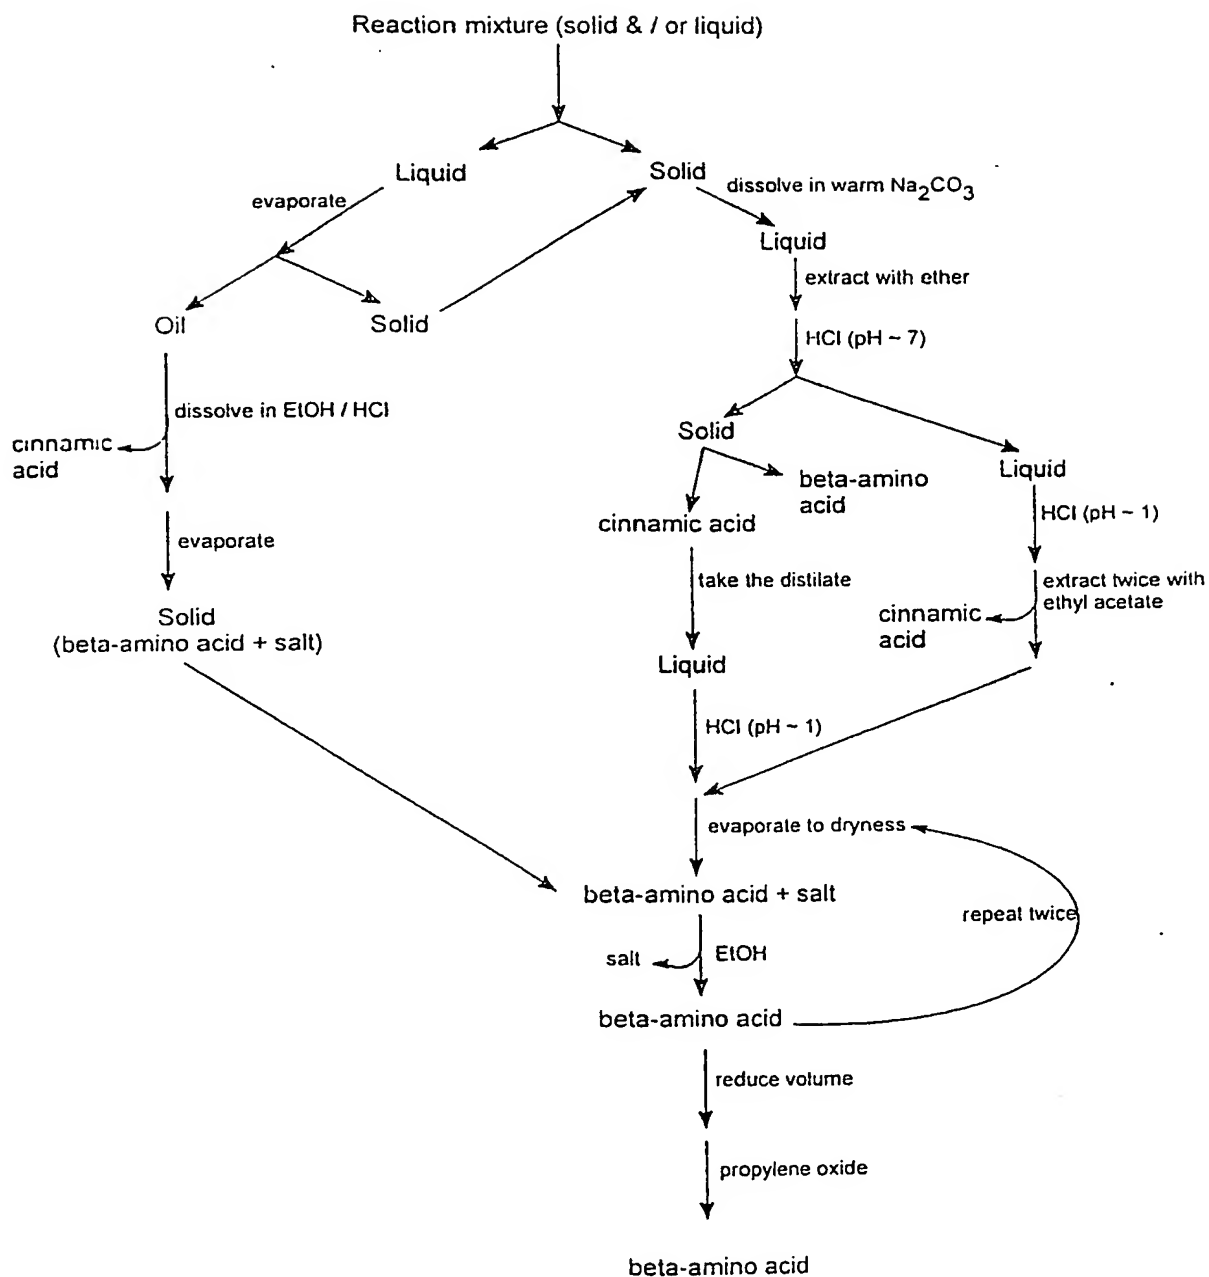 Reaction mixture (solid & / or liquid)
Liquid
Solid
dissolve in warm Na2CO3
evaporate
Liquid
extract with ether
Oil
Solid
HCl (pH ~ 7)
dissolve in EtOH / HCl
cinnamic
acid
Solid
beta-amino
acid
Liquid
cinnamic acid
HCl (pH ~ 1)
evaporate
take the distilate
extract twice with
ethyl acetate
cinnamic
acid
Solid
(beta-amino acid + salt)
Liquid
HCl (pH ~ 1)
evaporate to dryness
beta-amino acid + salt
repeat twice
salt
EtOH
beta-amino acid
reduce volume
propylene oxide
beta-amino acid